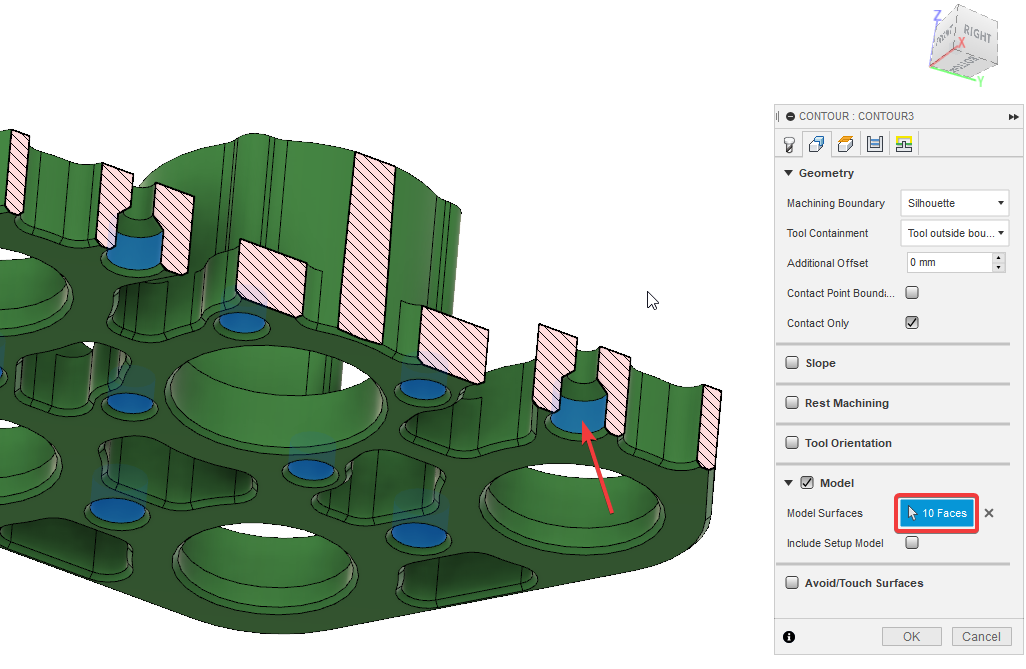 Z
RIGHT
X
Y
CONTOUR : CONTOUR3
Geometry
Machining Boundary
Silhouette
Tool Containment
Tool outside bou...
Additional Offset
0 mm
Contact Point Bounda...
Contact Only
Slope
Rest Machining
Tool Orientation
Model
Model Surfaces
10 Faces
Include Setup Model
Avoid/Touch Surfaces
OK
Cancel